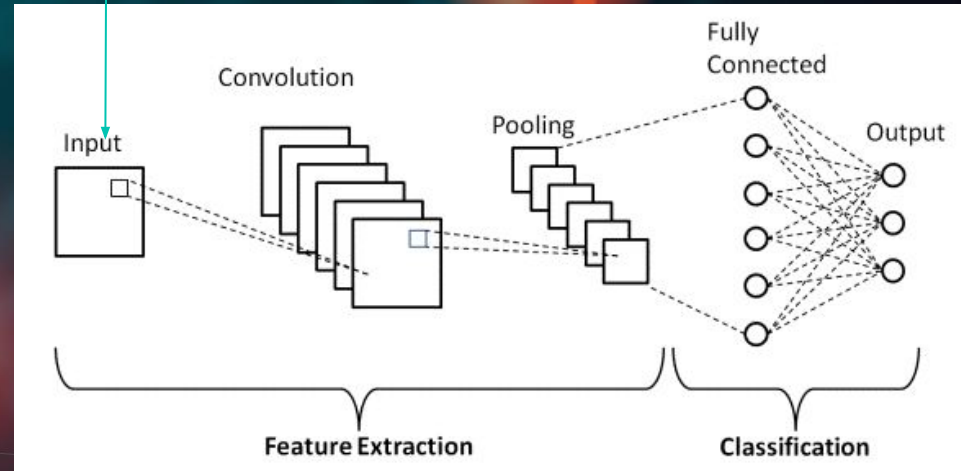 Fully
Connected
Convolution
Pooling
Output
Input
Feature Extraction
Classification